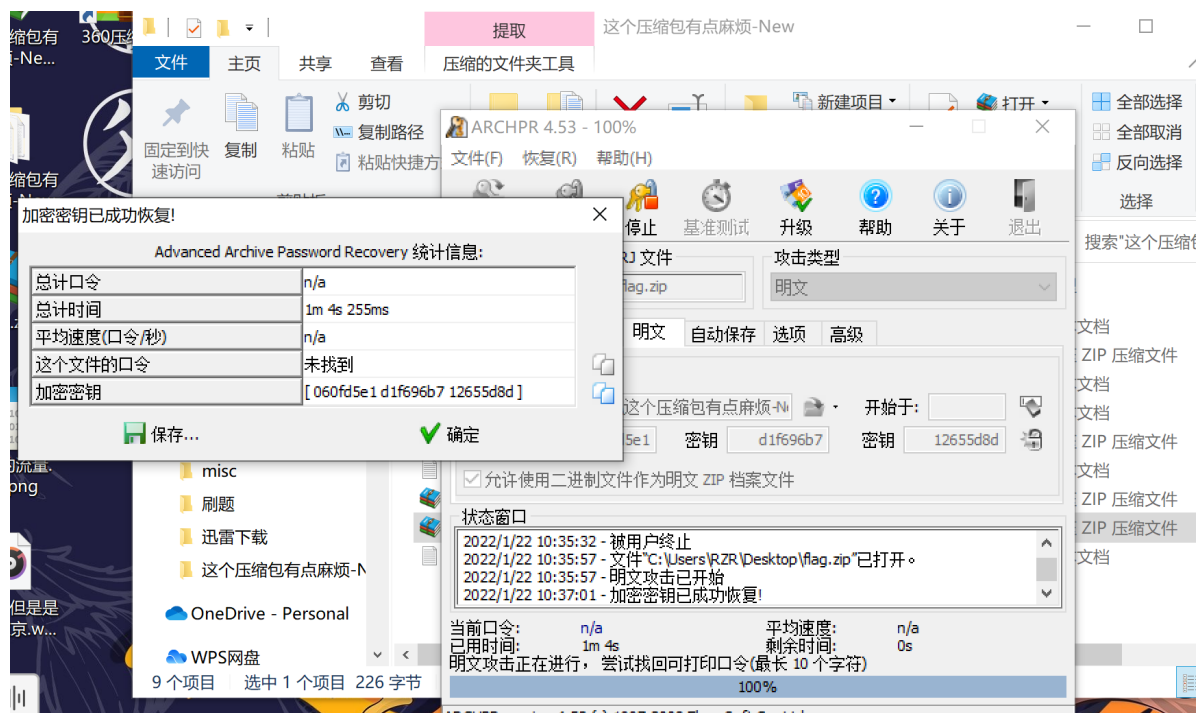 缩包有
-Ne...
360压缩
提取
这个压缩包有点麻烦-New
文件
主页
共享
查看
压缩的文件夹工具
固定到快
速访问
复制
粘贴
剪切
复制路径
粘贴快捷方
新建项目
打开
全部选择
全部取消
反向选择
选择
缩包有
搜索"这个压缩包
ARCHPR 4.53 - 100%
文件(F)
恢复(R)
帮助(H)
停止
基准测试
升级
帮助
关于
退出
RJ 文件
flag.zip
攻击类型
明文
明文
自动保存
选项
高级
这个压缩包有点麻烦-N
开始于:
5e1
密钥
d1f696b7
密钥
12655d8d
允许使用二进制文件作为明文 ZIP 档案文件
状态窗口
2022/1/22 10:35:32 - 被用户终止
2022/1/22 10:35:57 - 文件"C:\Users\RZR\Desktop\flag.zip"已打开。
2022/1/22 10:35:57 - 明文攻击已开始
2022/1/22 10:37:01 - 加密密钥已成功恢复!
当前口令:
n/a
平均速度:
n/a
已用时间:
1m 4s
剩余时间:
0s
明文攻击正在进行，尝试找回可打印口令(最长 10 个字符)
100%
加密密钥已成功恢复!
Advanced Archive Password Recovery 统计信息:
总计口令
n/a
总计时间
1m 4s 255ms
平均速度(口令/秒)
n/a
这个文件的口令
未找到
加密密钥
[ 060fd5e1 d1f696b7 12655d8d ]
保存...
确定
文档
ZIP 压缩文件
文档
文档
ZIP 压缩文件
文档
ZIP 压缩文件
ZIP 压缩文件
文档
的流量.
png
但是是
京.w...
misc
刷题
迅雷下载
这个压缩包有点麻烦-N
OneDrive - Personal
WPS网盘
9 个项目
选中 1 个项目
226 字节